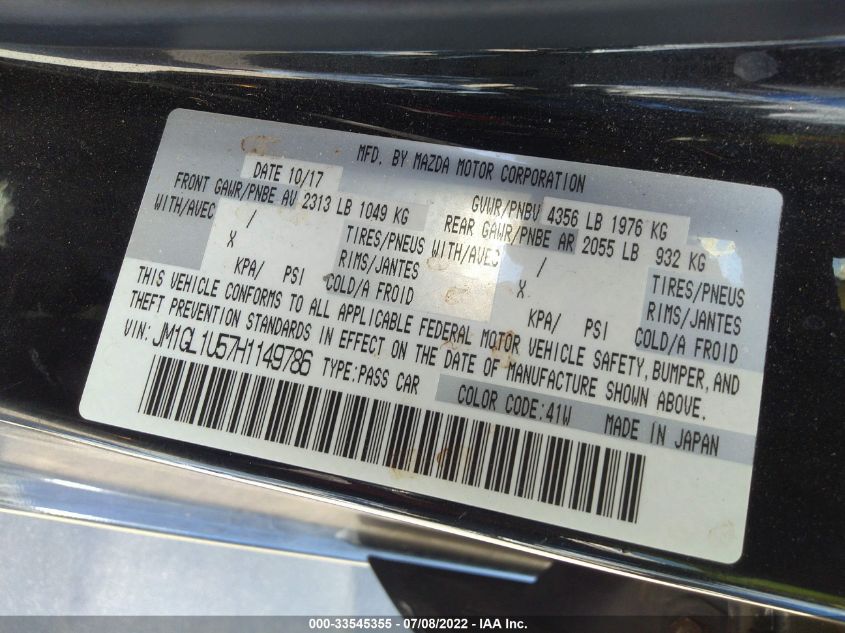 MFD. BY MAZDA MOTOR CORPORATION
DATE 10/17 GVWR/PNBV 4356 LB 1976 KG
FRONT GAWR/PNBE AV 2313 LB 1049 KG REAR GAWR/PNBE AR 2055 LB 932 KG
WITH/AVEC / TIRES/PNEUS WITH/AVEC / TIRES/PNEUS
X RIMS/JANTES X RIMS/JANTES
KPA/ PSI COLD/A FROID KPA/ PSI COLD/A FROID
THIS VEHICLE CONFORMS TO ALL APPLICABLE FEDERAL MOTOR VEHICLE SAFETY, BUMPER, AND
THEFT PREVENTION STANDARDS IN EFFECT ON THE DATE OF MANUFACTURE SHOWN ABOVE.
VIN: JM1GL1U57H1149786 TYPE:PASS CAR
COLOR CODE:41W MADE IN JAPAN
000-33545355 - 07/08/2022 - IAA Inc.